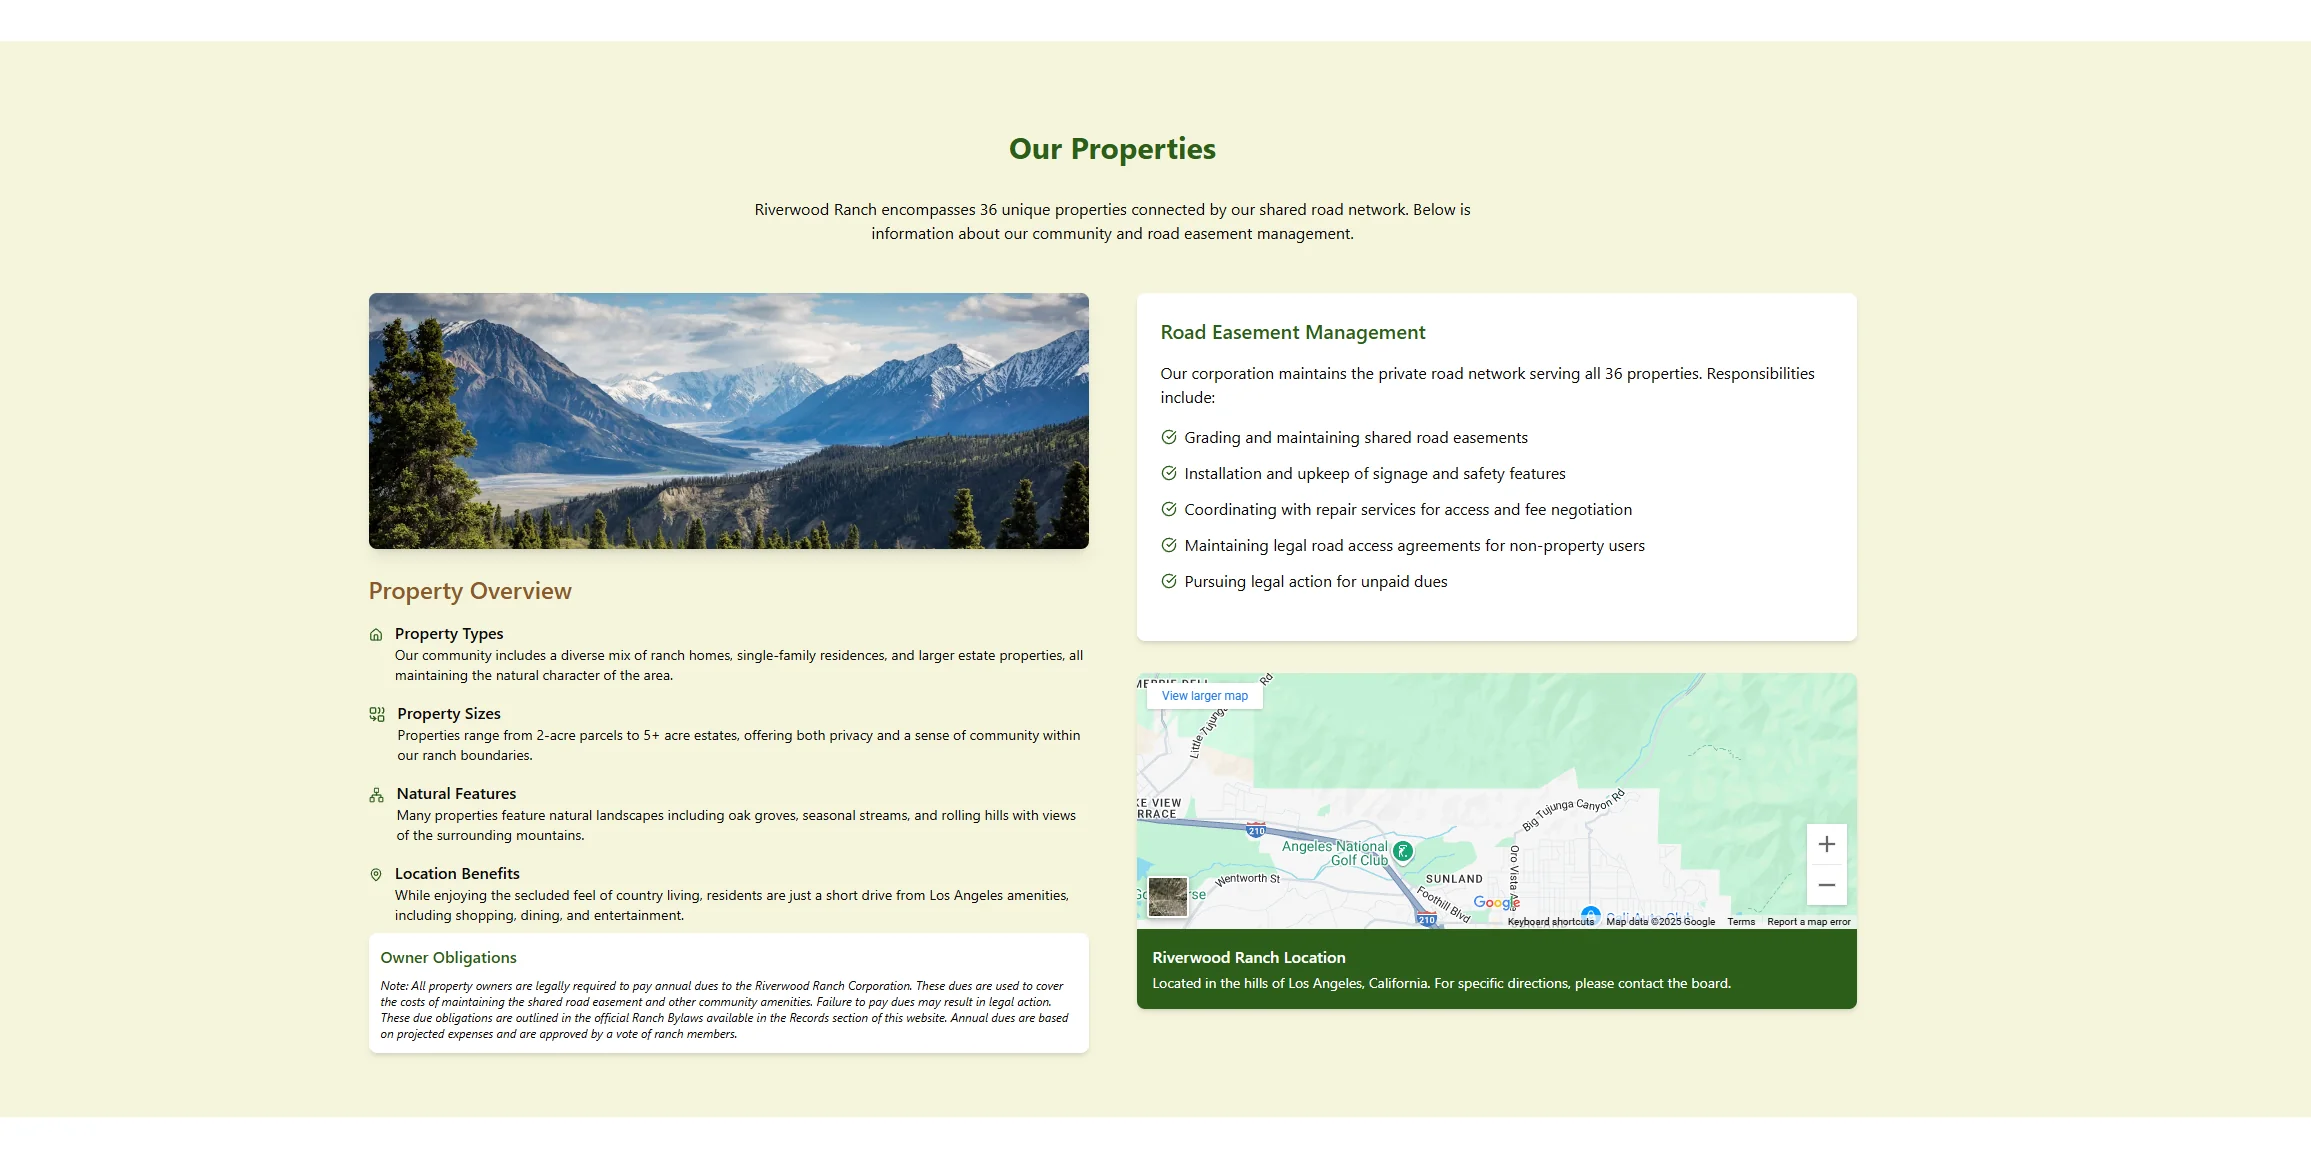 Our Properties
Riverwood Ranch encompasses 36 unique properties connected by our shared road network. Below is
information about our community and road easement management.
Property Overview
Property Types
Our community includes a diverse mix of ranch homes, single-family residences, and larger estate properties, all
maintaining the natural character of the area.
Property Sizes
Properties range from 2-acre parcels to 5+ acre estates, offering both privacy and a sense of community within
our ranch boundaries.
Natural Features
Many properties feature natural landscapes including oak groves, seasonal streams, and rolling hills with views
of the surrounding mountains.
Location Benefits
While enjoying the secluded feel of country living, residents are just a short drive from Los Angeles amenities,
including shopping, dining, and entertainment.
Owner Obligations
Note: All property owners are legally required to pay annual dues to the Riverwood Ranch Corporation. These dues are used to cover
the costs of maintaining the shared road easement and other community amenities. Failure to pay dues may result in legal action.
These due obligations are outlined in the official Ranch Bylaws available in the Records section of this website. Annual dues are based
on projected expenses and are approved by a vote of ranch members.
Road Easement Management
Our corporation maintains the private road network serving all 36 properties. Responsibilities
include:
Grading and maintaining shared road easements
Installation and upkeep of signage and safety features
Coordinating with repair services for access and fee negotiation
Maintaining legal road access agreements for non-property users
Pursuing legal action for unpaid dues
View larger map
Rd
Little Tujunga
KE VIEW
RRACE
210
Big Tujunga Canyon Rd
Angeles National
Golf Club
Oro Vista
Wentworth St
SUNLAND
Foothill Blvd
210
Google
Keyboard shortcuts
Map data ©2025 Google
Terms
Report a map error
Riverwood Ranch Location
Located in the hills of Los Angeles, California. For specific directions, please contact the board.